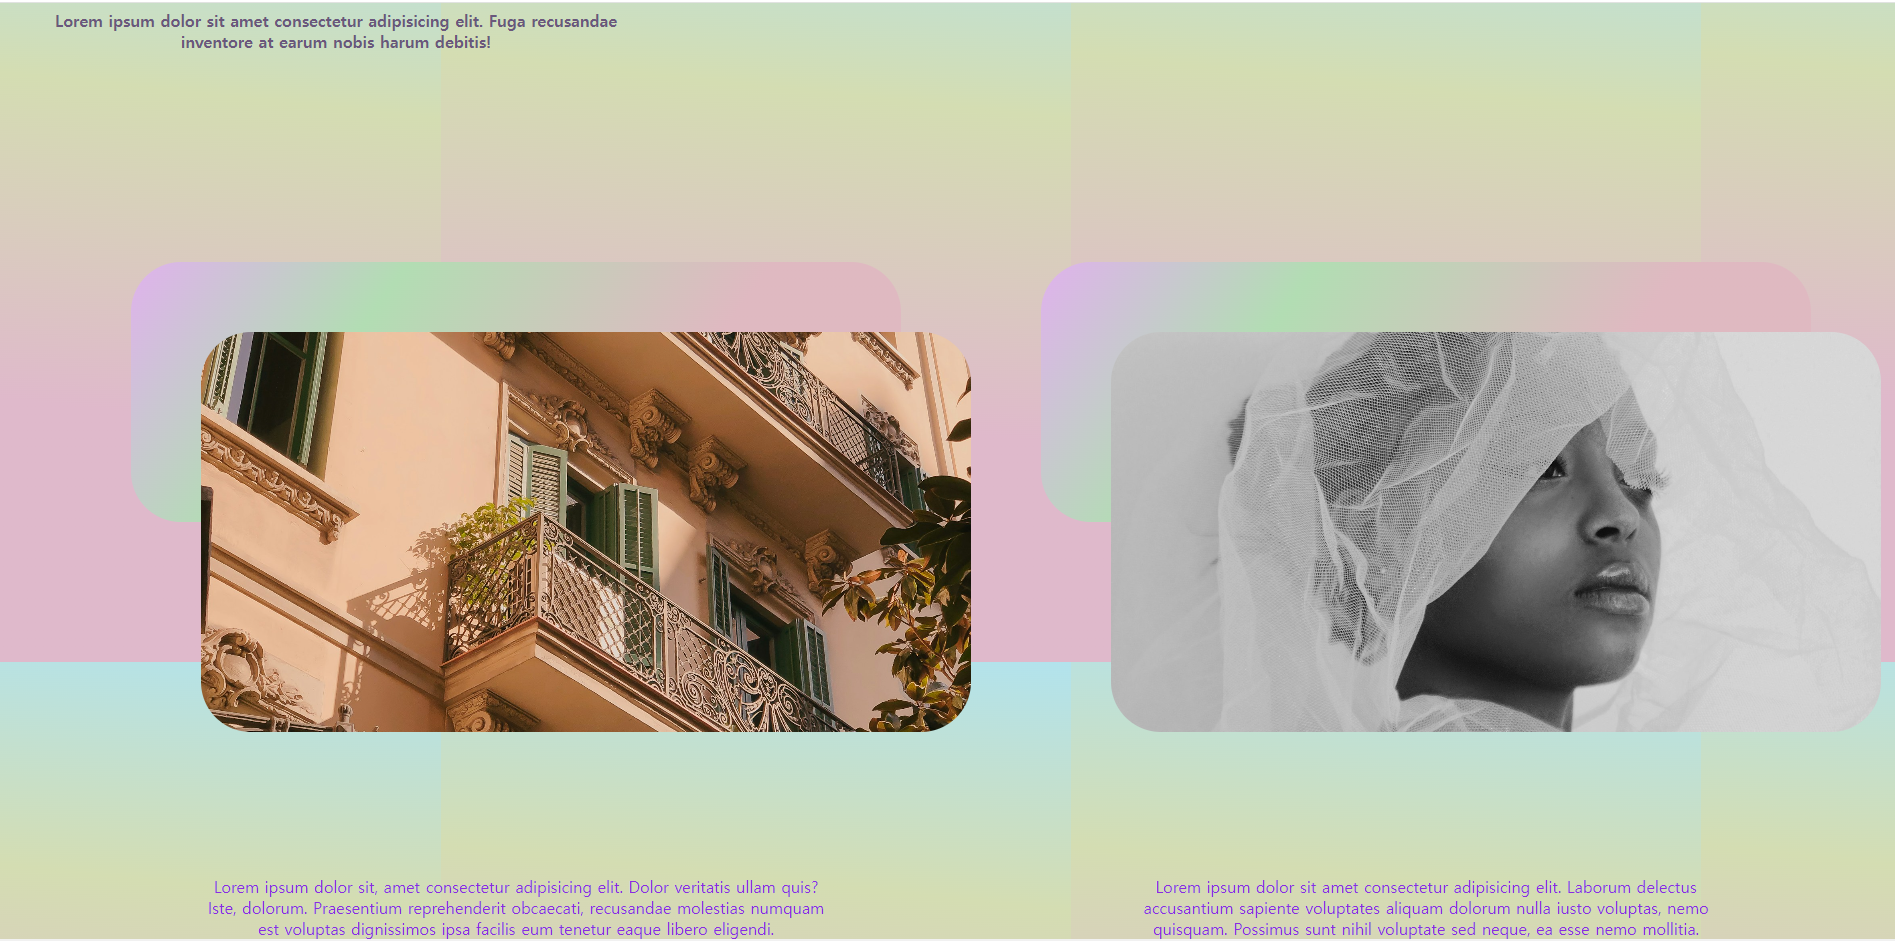 Lorem ipsum dolor sit amet consectetur adipisicing elit. Fuga recusandae
inventore at earum nobis harum debitis!
Lorem ipsum dolor sit, amet consectetur adipisicing elit. Dolor veritatis ullam quis?
Iste, dolorum. Praesentium reprehenderit obcaecati, recusandae molestias numquam
est voluptas dignissimos ipsa facilis eum tenetur eaque libero eligendi.
Lorem ipsum dolor sit amet consectetur adipisicing elit. Laborum delectus
accusantium sapiente voluptates aliquam dolorum nulla iusto voluptas, nemo
quisquam. Possimus sunt nihil voluptate sed neque, ea esse nemo mollitia.